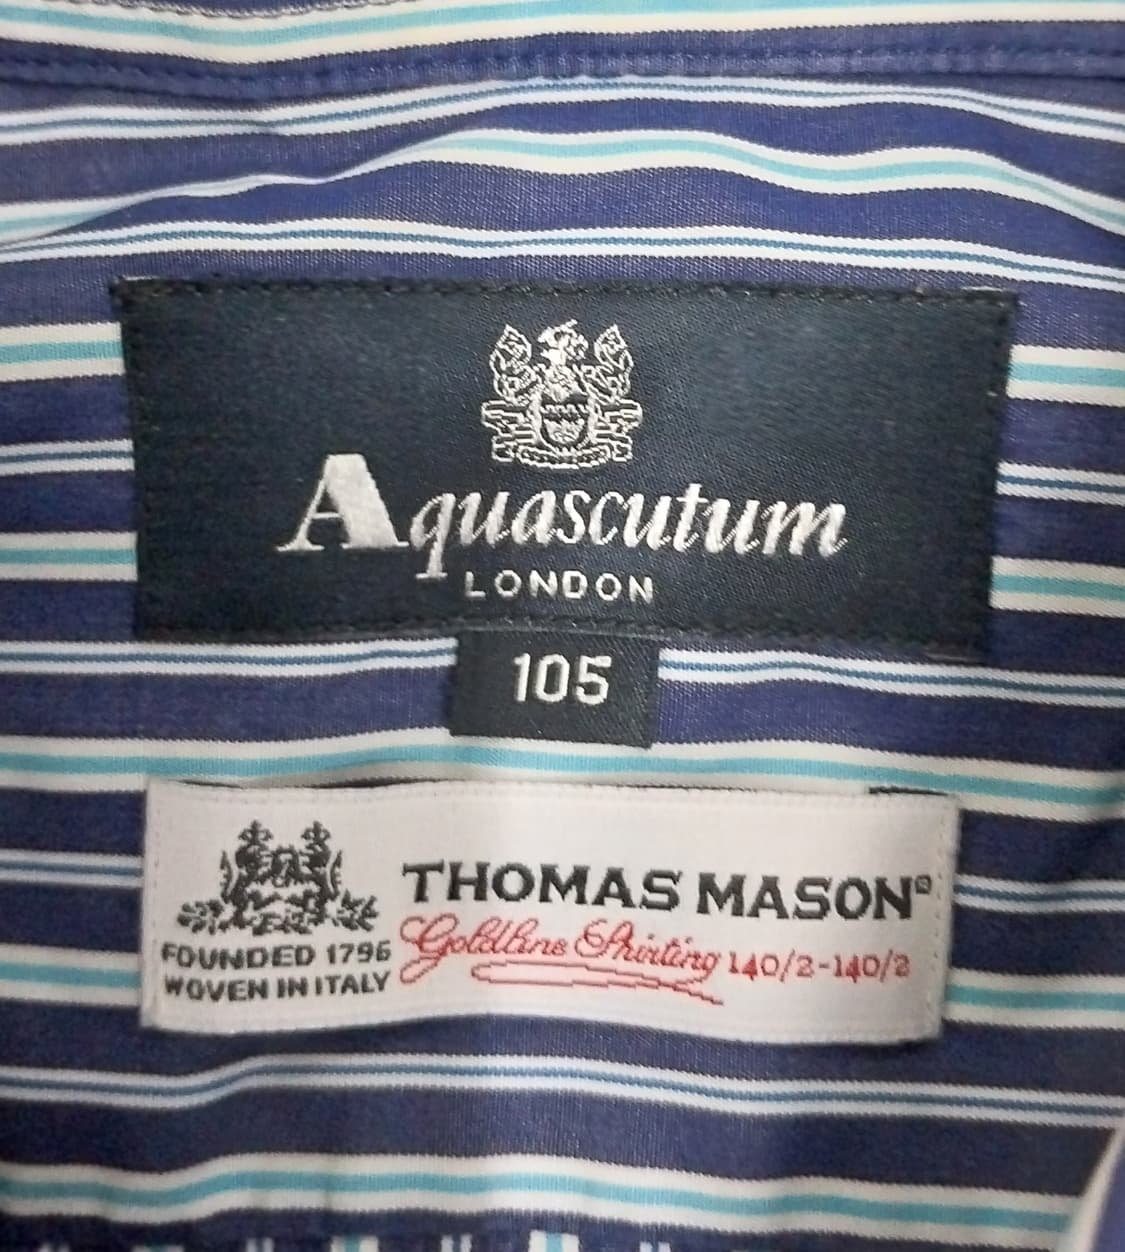 Aquascutum
LONDON
105
THOMAS MASON®
Goldline Shirting 140/2-140/2
FOUNDED 1796
WOVEN IN ITALY